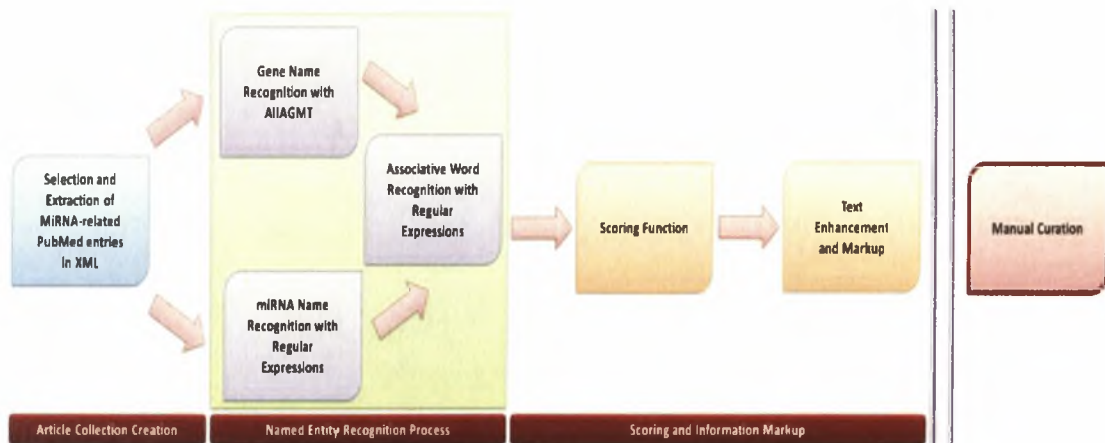 Gene Name
Recognition with
AIIAGMT
Selection and
Extraction of
MiRNA-related
PubMed entries
in XML
Associative Word
Recognition with
Regular
Expressions
miRNA Name
Recognition with
Regular
Expressions
Scoring Function
Text
Enhancement
and Markup
Manual Curation
Article Collection Creation
Named Entity Recognition Process
Scoring and Information Markup